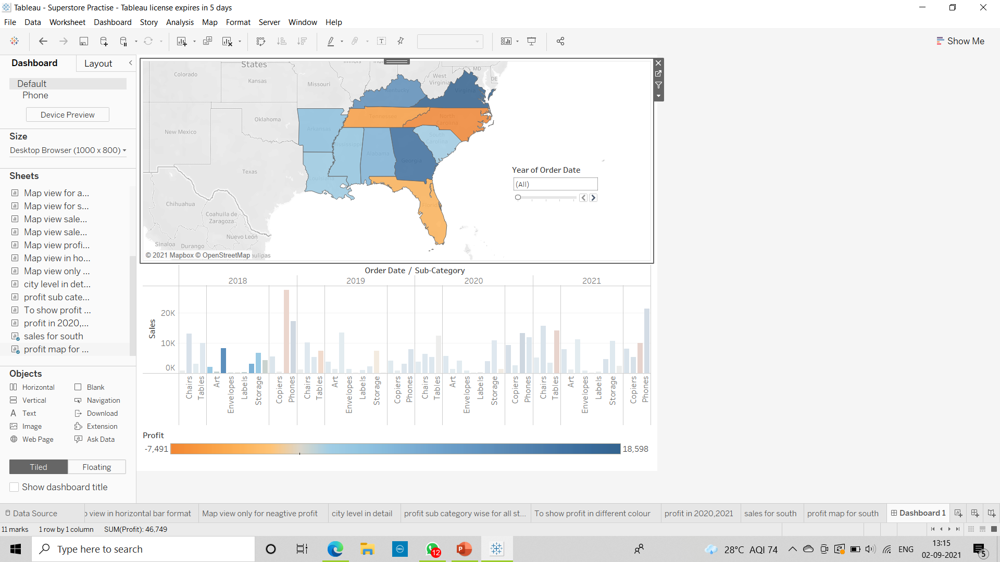 Tableau - Superstore Practise - Tableau license expires in 5 days
File Data Worksheet Dashboard Story Analysis Map Format Server Window Help
Show Me
Dashboard Layout
Default
Phone
Device Preview
Size
Desktop Browser (1000 x 800)
Sheets
Map view for a...
Map view for s...
Map view sale...
Map view sale...
Map view profi...
Map view in ho...
Map view only ...
city level in det...
profit sub cate...
To show profit ...
profit in 2020,...
sales for south
profit map for ...
Objects
Horizontal Blank
Vertical Navigation
Text Download
Image Extension
Web Page Ask Data
Tiled Floating
Show dashboard title
States
Colorado
Kansas
Missouri
West
Virginia
MD
DE
Kentucky
Virginia
Oklahoma
Tennessee
North
Carolina
New Mexico
Arkansas
South
Carolina
Mississippi
Alabama
Georgia
Texas
Louisiana
Florida
Chihuahua
Coahuila de
Zaragoza
Nuevo León
Sinaloa
Durango
© 2021 Mapbox © OpenStreetMap ulipas
Year of Order Date
(All)
Order Date / Sub-Category
2018 2019 2020 2021
Sales
20K
10K
0K
Chairs Tables Art Envelopes Labels Storage Copiers Phones Chairs Tables Art Envelopes Labels Storage Copiers Phones Chairs Tables Art Envelopes Labels Storage Copiers Phones Chairs Tables Art Envelopes Labels Storage Copiers Phones
Profit
-7,491 18,598
Data Source view in horizontal bar format Map view only for neagtive profit city level in detail profit sub category wise for all st... To show profit in different colour profit in 2020,2021 sales for south profit map for south Dashboard 1
11 marks 1 row by 1 column SUM(Profit): 46,749
Type here to search
DELL
12
P
28°C AQI 74
ENG
13:15
02-09-2021
5